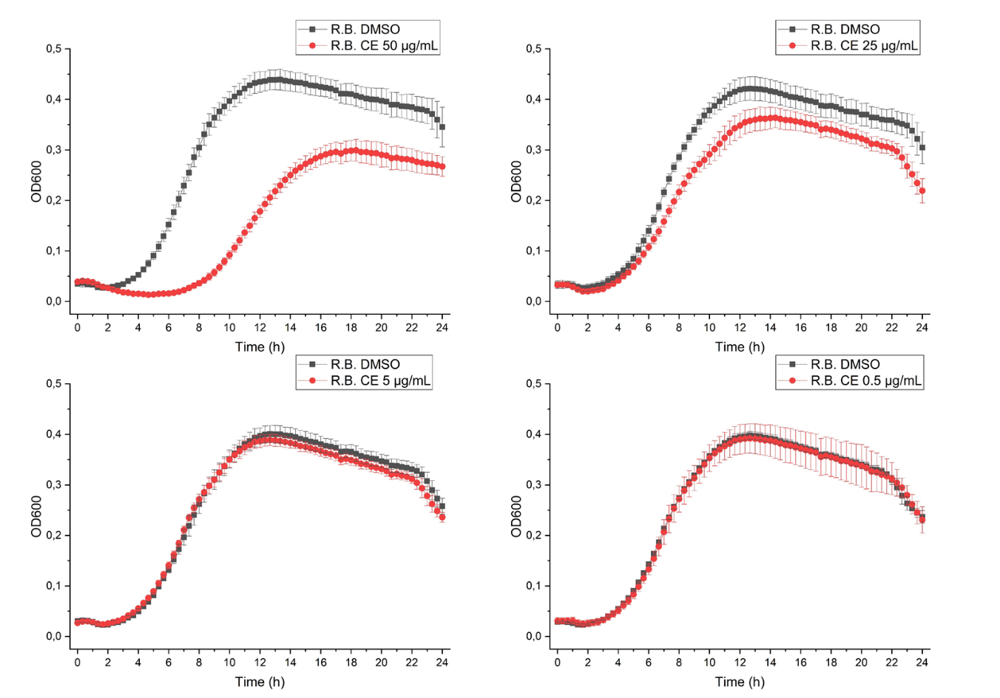 R.B. DMSO
R.B. CE 50 µg/mL
0,5
0,4
0,3
0,2
0,1
0,0
OD600
0 2 4 6 8 10 12 14 16 18 20 22 24
Time (h)
R.B. DMSO
R.B. CE 25 µg/mL
0,5
0,4
0,3
0,2
0,1
0,0
OD600
0 2 4 6 8 10 12 14 16 18 20 22 24
Time (h)
R.B. DMSO
R.B. CE 5 µg/mL
0,5
0,4
0,3
0,2
0,1
0,0
OD600
0 2 4 6 8 10 12 14 16 18 20 22 24
Time (h)
R.B. DMSO
R.B. CE 0.5 µg/mL
0,5
0,4
0,3
0,2
0,1
0,0
OD600
0 2 4 6 8 10 12 14 16 18 20 22 24
Time (h)